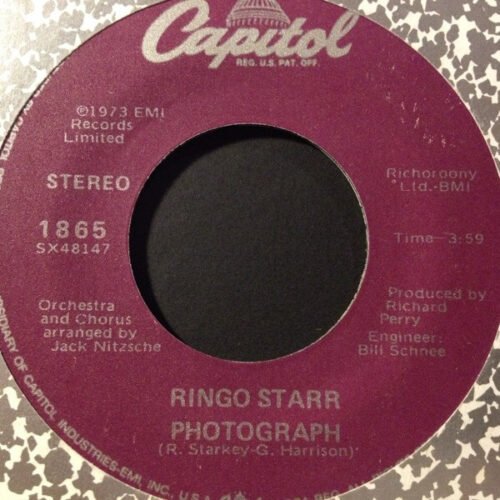 Capitol
REG. U.S. PAT. OFF.
℗1973 EMI
Records
Limited
STEREO
1865
SX48147
Richoroony
Ltd.-BMI
Time-3:59
Orchestra
and Chorus
arranged by
Jack Nitzsche
Produced by
Richard
Perry
Engineer:
Bill Schnee
RINGO STARR
PHOTOGRAPH
(R. Starkey-G. Harrison)
SIDIARY OF CAPITOL INDUSTRIES-EMI, INC.